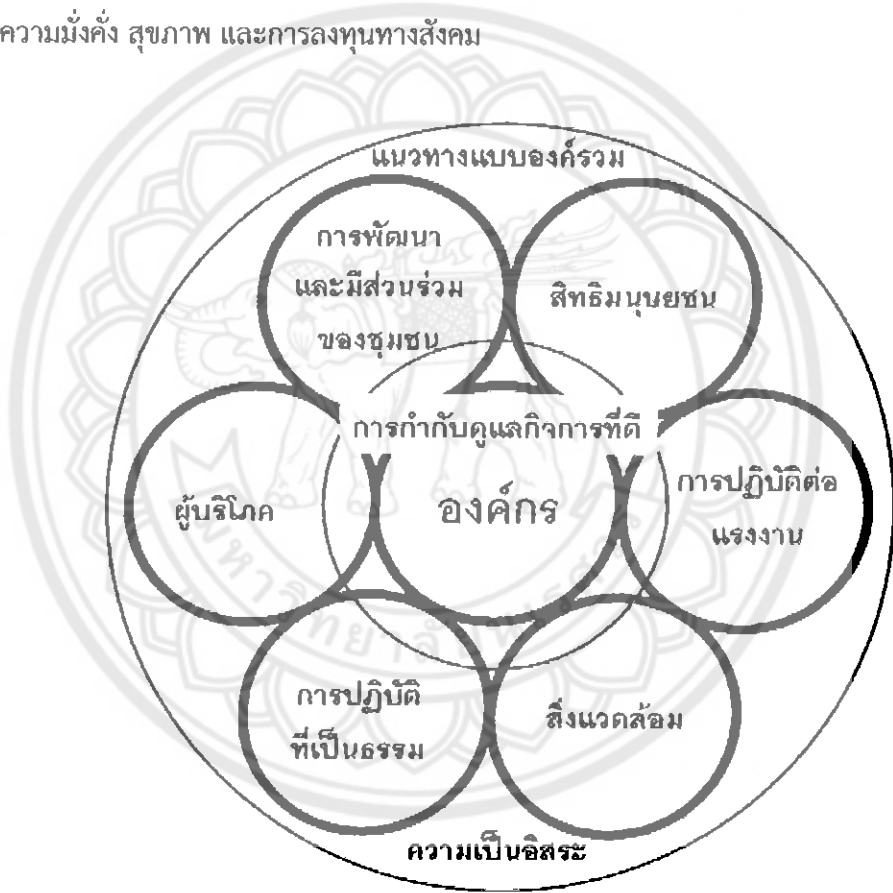 ความมั่งคั่ง สุขภาพ และการลงทุนทางสังคม
แนวทางแบบองค์รวม
การพัฒนา
และมีส่วนร่วม
ของชุมชน
สิทธิมนุษยชน
การกำกับดูแลกิจการที่ดี
องค์กร
ผู้บริโภค
การปฏิบัติต่อ
แรงงาน
การปฏิบัติ
ที่เป็นธรรม
สิ่งแวดล้อม
ความเป็นอิสระ